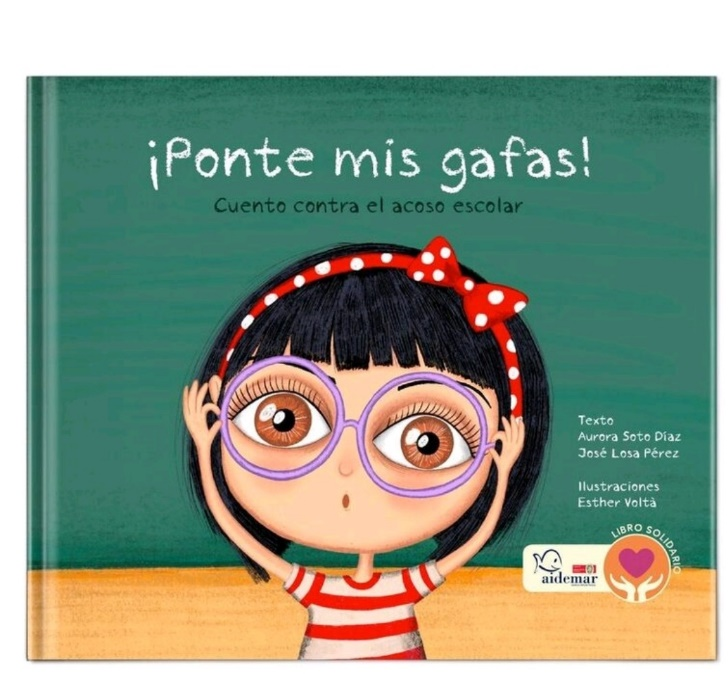 ¡Ponte mis gafas!
Cuento contra el acoso escolar
Texto
Aurora Soto Díaz
José Losa Pérez
Ilustraciones
Esther Voltà
LIBRO SOLIDARIO
aidemar